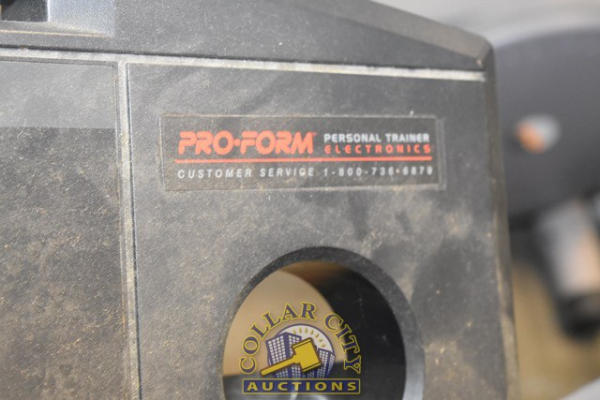 PRO·FORM PERSONAL TRAINER
ELECTRONICS
CUSTOMER SERVICE 1-800-736-6879
COLLAR CITY
AUCTIONS